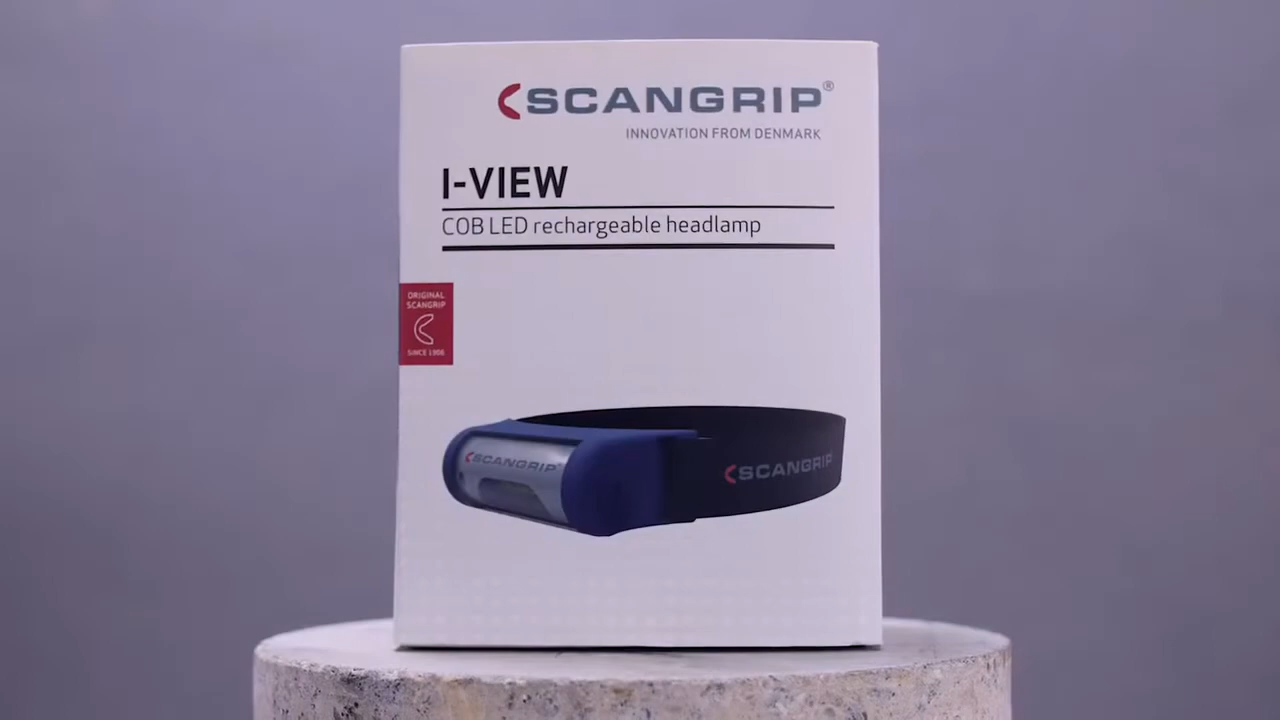 SCANGRIP®
INNOVATION FROM DENMARK
I-VIEW
COB LED rechargeable headlamp
ORIGINAL
SCANGRIP
SINCE 1906
SCANGRIP
SCANGRIP